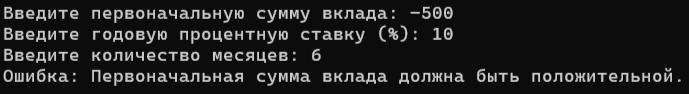 Введите первоначальную сумму вклада: -500
Введите годовую процентную ставку (%): 10
Введите количество месяцев: 6
Ошибка: Первоначальная сумма вклада должна быть положительной.